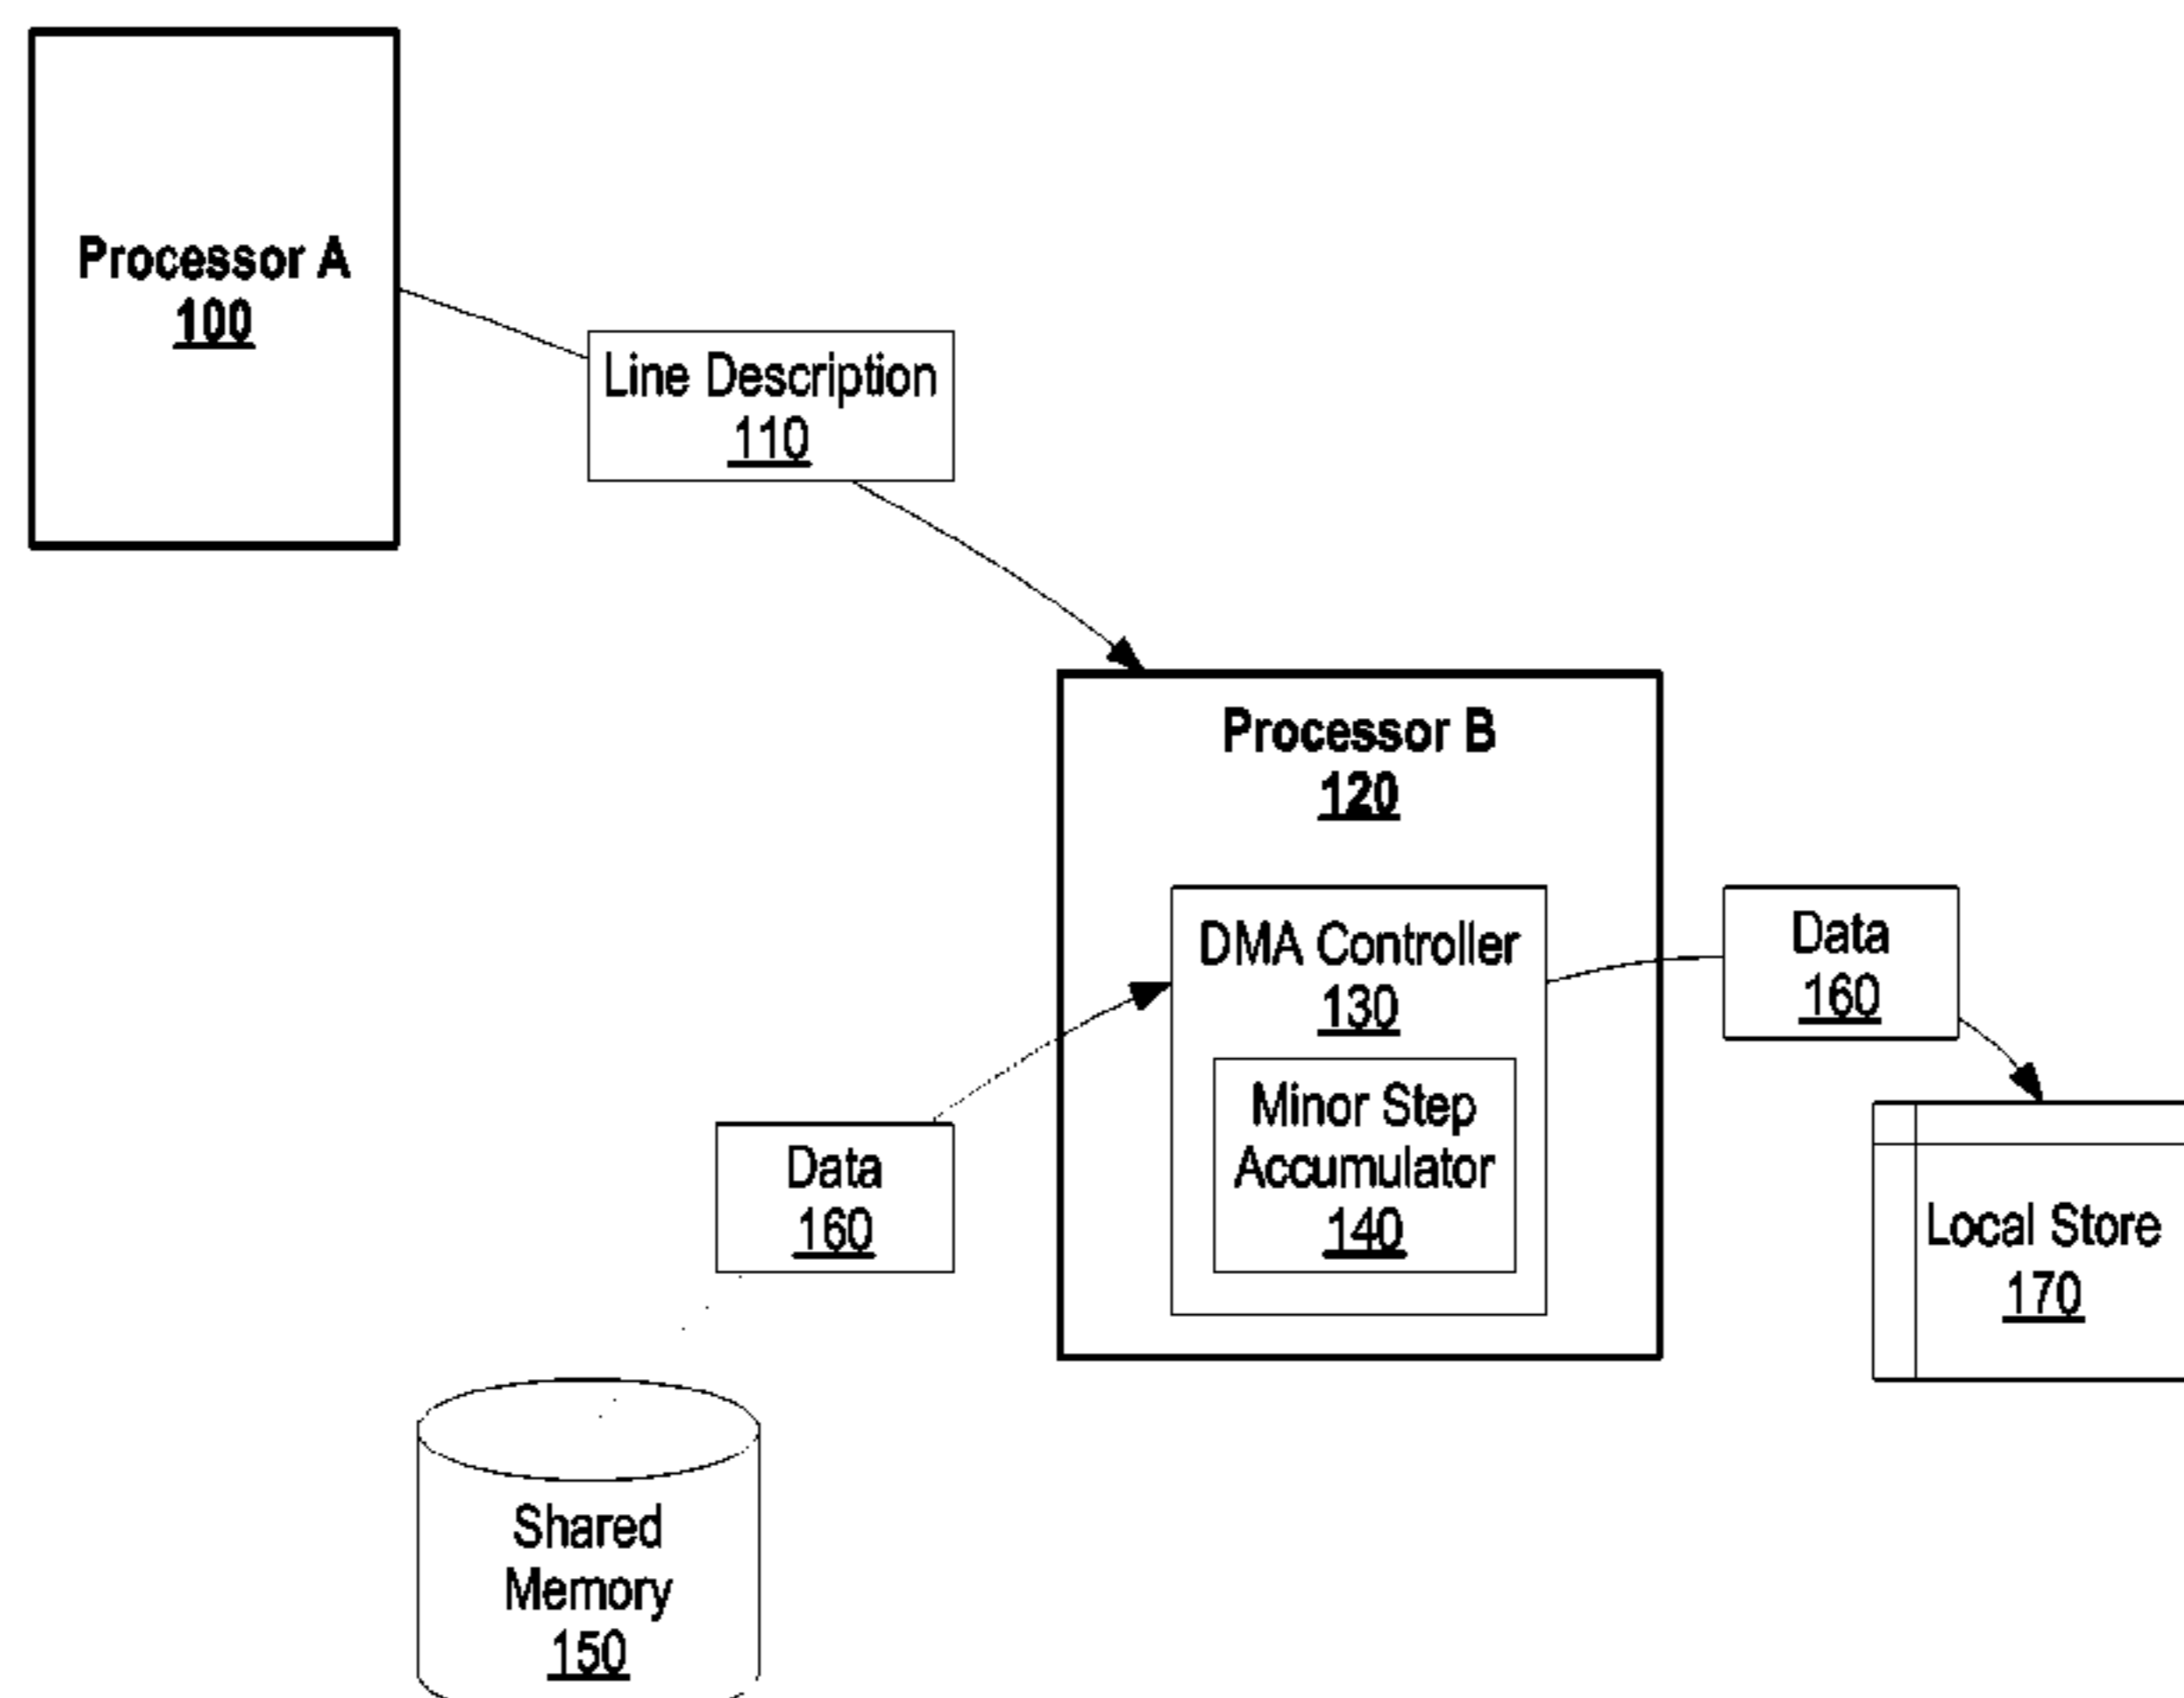 Processor A
100
Line Description
110
Processor B
120
DMA Controller
130
Minor Step
Accumulator
140
Data
160
Data
160
Local Store
170
Shared
Memory
150